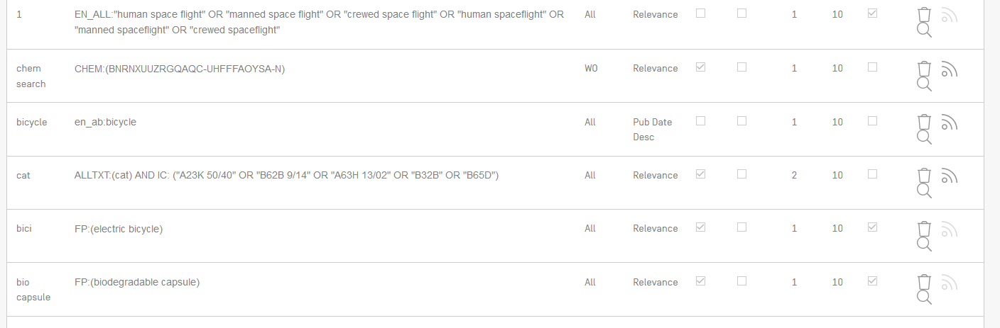 1 EN_ALL:"human space flight" OR "manned space flight" OR "crewed space flight" OR "human spaceflight" OR All Relevance 1 10
"manned spaceflight" OR "crewed spaceflight"
chem CHEM:(BNRNXUUZRGQAQC-UHFFFAOYSA-N) WO Relevance 1 10
search
bicycle en_ab:bicycle All Pub Date 1 10
Desc
cat ALLTXT:(cat) AND IC: ("A23K 50/40" OR "B62B 9/14" OR "A63H 13/02" OR "B32B" OR "B65D") All Relevance 2 10
bici FP:(electric bicycle) All Relevance 1 10
bio FP:(biodegradable capsule) All Relevance 1 10
capsule